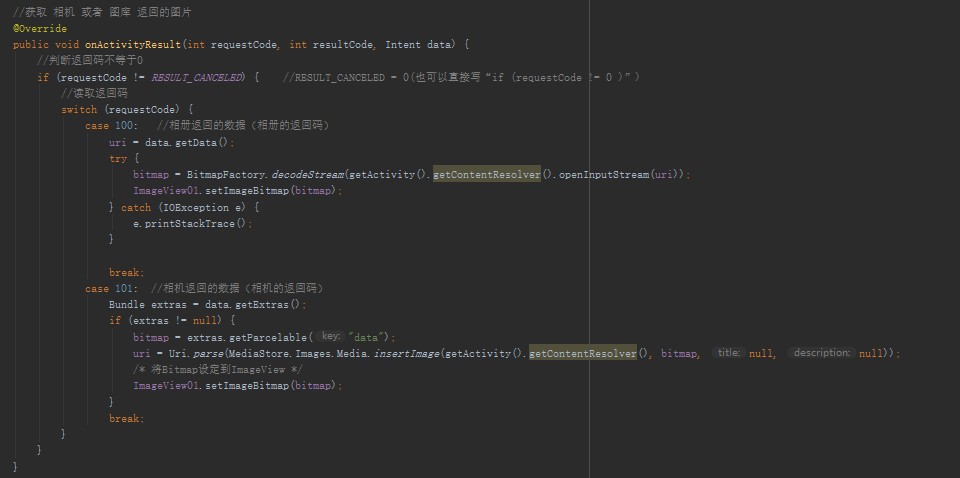 //获取 相机 或者 图库 返回的图片
@Override
public void onActivityResult(int requestCode, int resultCode, Intent data) {
//判断返回码不等于0
if (requestCode != RESULT_CANCELED) { //RESULT_CANCELED = 0(也可以直接写“if (requestCode != 0 )”)
//读取返回码
switch (requestCode) {
case 100: //相册返回的数据（相册的返回码）
uri = data.getData();
try {
bitmap = BitmapFactory.decodeStream(getActivity().getContentResolver().openInputStream(uri));
ImageView01.setImageBitmap(bitmap);
} catch (IOException e) {
e.printStackTrace();
}
break;
case 101: //相机返回的数据（相机的返回码）
Bundle extras = data.getExtras();
if (extras != null) {
bitmap = extras.getParcelable( key: "data");
uri = Uri.parse(MediaStore.Images.Media.insertImage(getActivity().getContentResolver(), bitmap, title: null, description: null));
/* 将Bitmap设定到ImageView */
ImageView01.setImageBitmap(bitmap);
}
break;
}
}
}